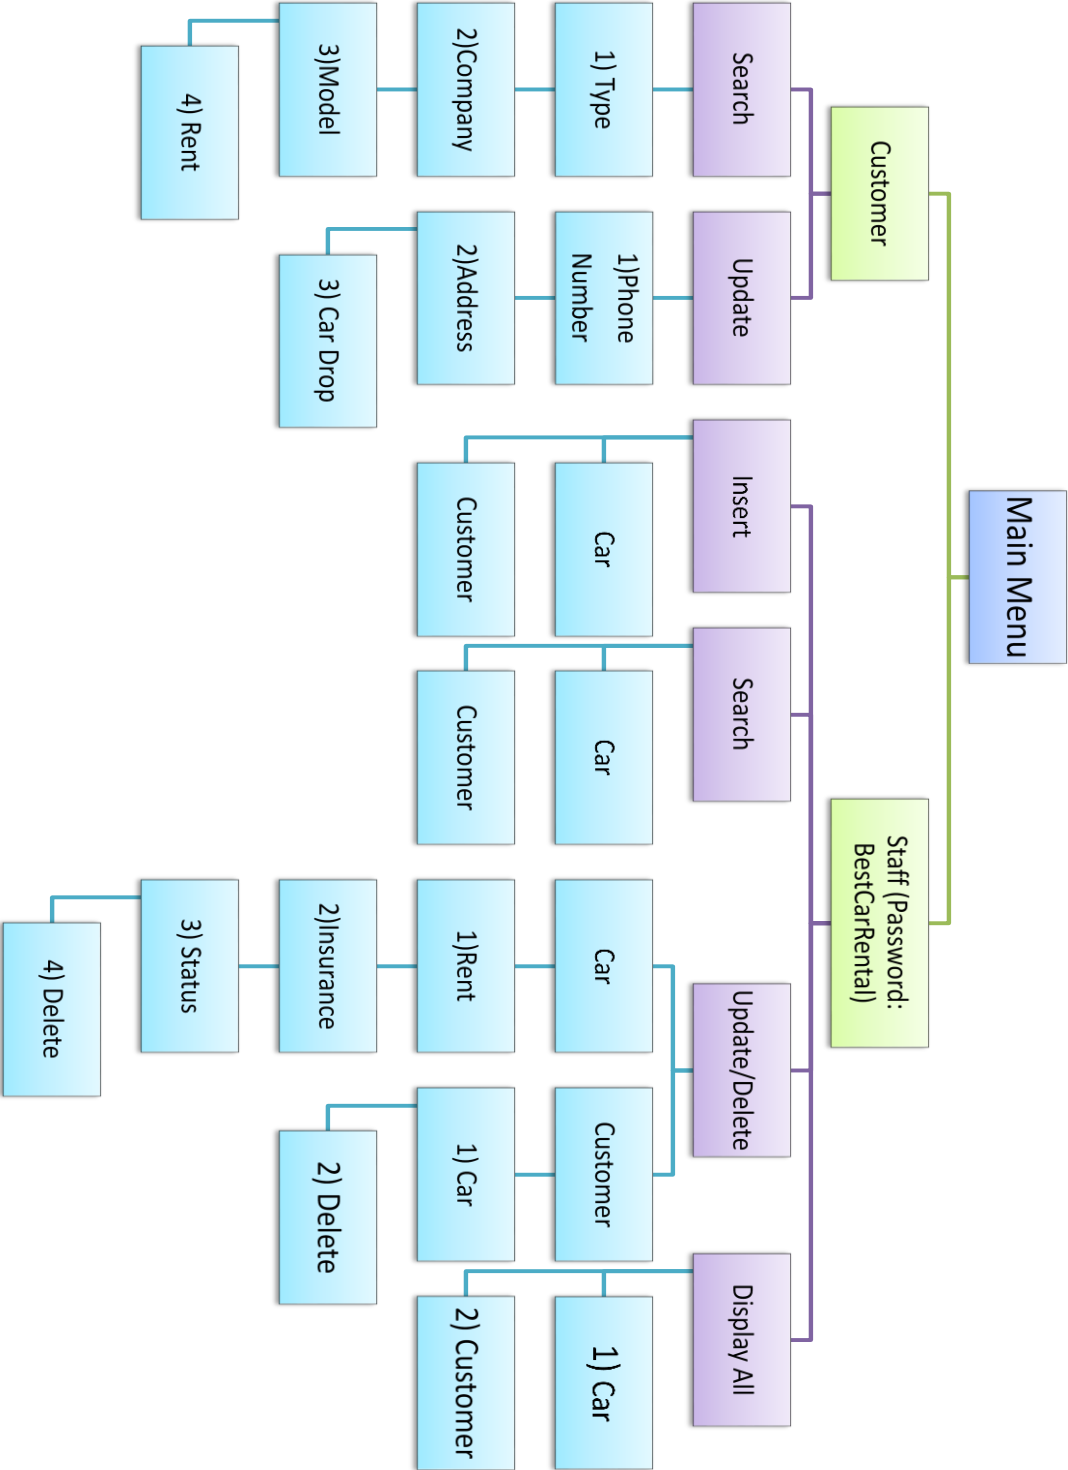 Main Menu
Customer
Staff (Password:
BestCarRental)
Search
Update
Insert
Search
Update/Delete
Display All
1) Type
1)Phone
Number
Car
Car
Car
Customer
1) Car
2)Company
2)Address
Customer
Customer
1)Rent
1) Car
2) Customer
3)Model
3) Car Drop
2)Insurance
2) Delete
4) Rent
3) Status
4) Delete